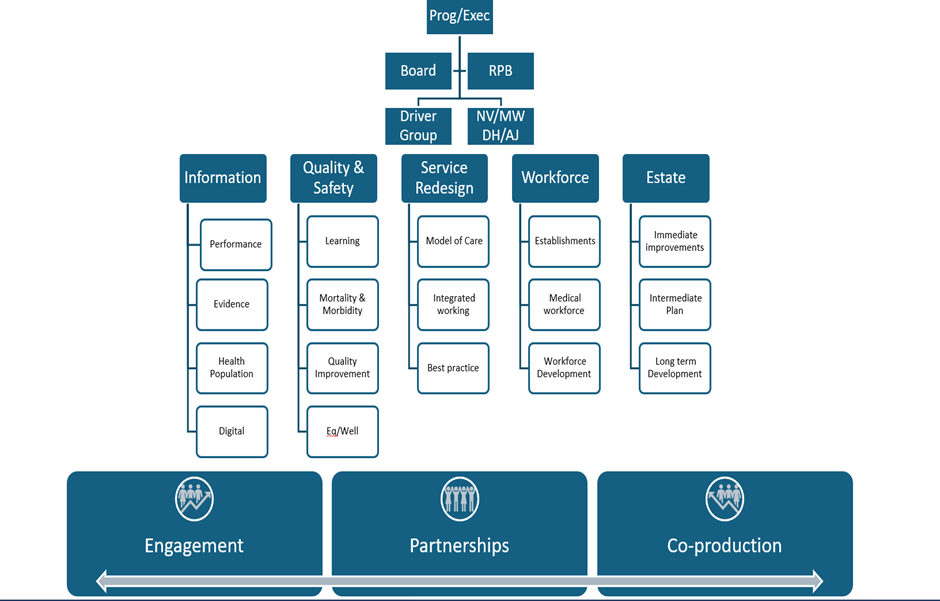 Prog/Exec
Board
RPB
Driver
Group
NV/MW
DH/AJ
Information
Performance
Evidence
Health
Population
Digital
Quality &
Safety
Learning
Mortality &
Morbidity
Quality
Improvement
Eq/Well
Service
Redesign
Model of Care
Integrated
working
Best practice
Workforce
Establishments
Medical
workforce
Workforce
Development
Estate
Immediate
improvements
Intermediate
Plan
Long term
Development
Engagement
Partnerships
Co-production